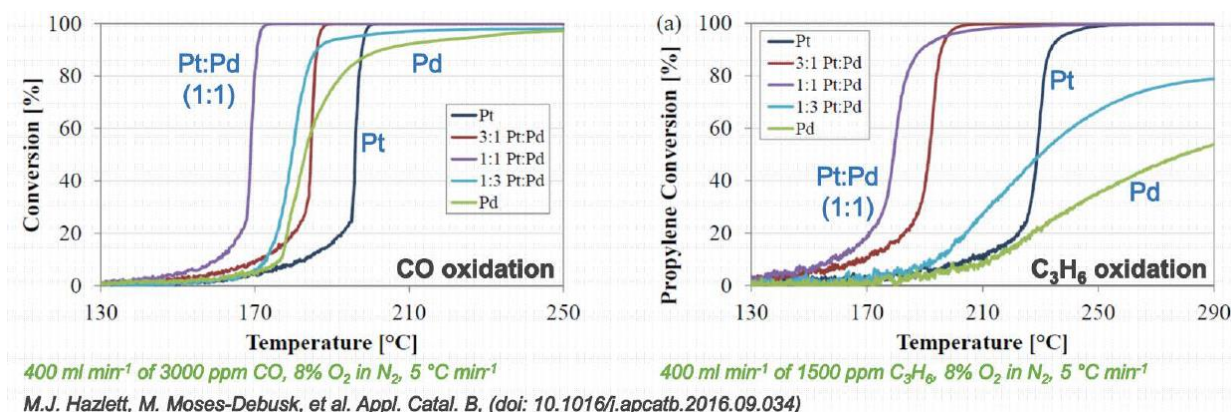 Conversion [%]
100
80
60
40
20
0
Pt:Pd
(1:1)
Pd
Pt
Pt
3:1 Pt:Pd
1:1 Pt:Pd
1:3 Pt:Pd
Pd
CO oxidation
130
170
210
250
Temperature [°C]
400 ml min⁻¹ of 3000 ppm CO, 8% O₂ in N₂, 5 °C min⁻¹
(a)
Propylene Conversion [%]
100
80
60
40
20
0
Pt
3:1 Pt:Pd
1:1 Pt:Pd
1:3 Pt:Pd
Pd
Pt
Pt:Pd
(1:1)
Pd
C₃H₆ oxidation
130
170
210
250
290
Temperature [°C]
400 ml min⁻¹ of 1500 ppm C₃H₆, 8% O₂ in N₂, 5 °C min⁻¹
M.J. Hazlett, M. Moses-Debusk, et al. Appl. Catal. B, (doi: 10.1016/j.apcatb.2016.09.034)